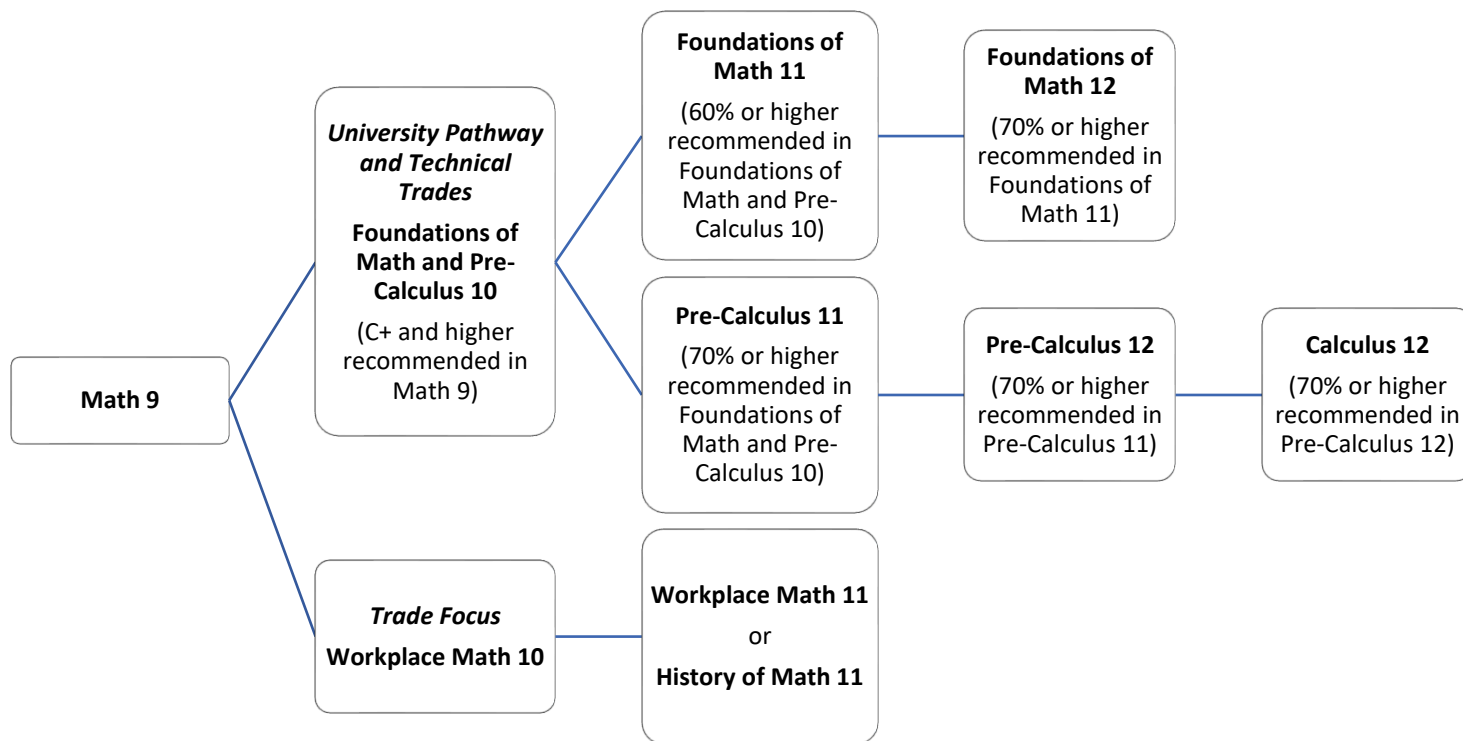 Math 9
University Pathway
and Technical
Trades
Foundations of
Math and Pre-
Calculus 10
(C+ and higher
recommended in
Math 9)
Foundations of
Math 11
(60% or higher
recommended in
Foundations of
Math and Pre-
Calculus 10)
Foundations of
Math 12
(70% or higher
recommended in
Foundations of
Math 11)
Pre-Calculus 11
(70% or higher
recommended in
Foundations of
Math and Pre-
Calculus 10)
Pre-Calculus 12
(70% or higher
recommended in
Pre-Calculus 11)
Calculus 12
(70% or higher
recommended in
Pre-Calculus 12)
Trade Focus
Workplace Math 10
Workplace Math 11
or
History of Math 11